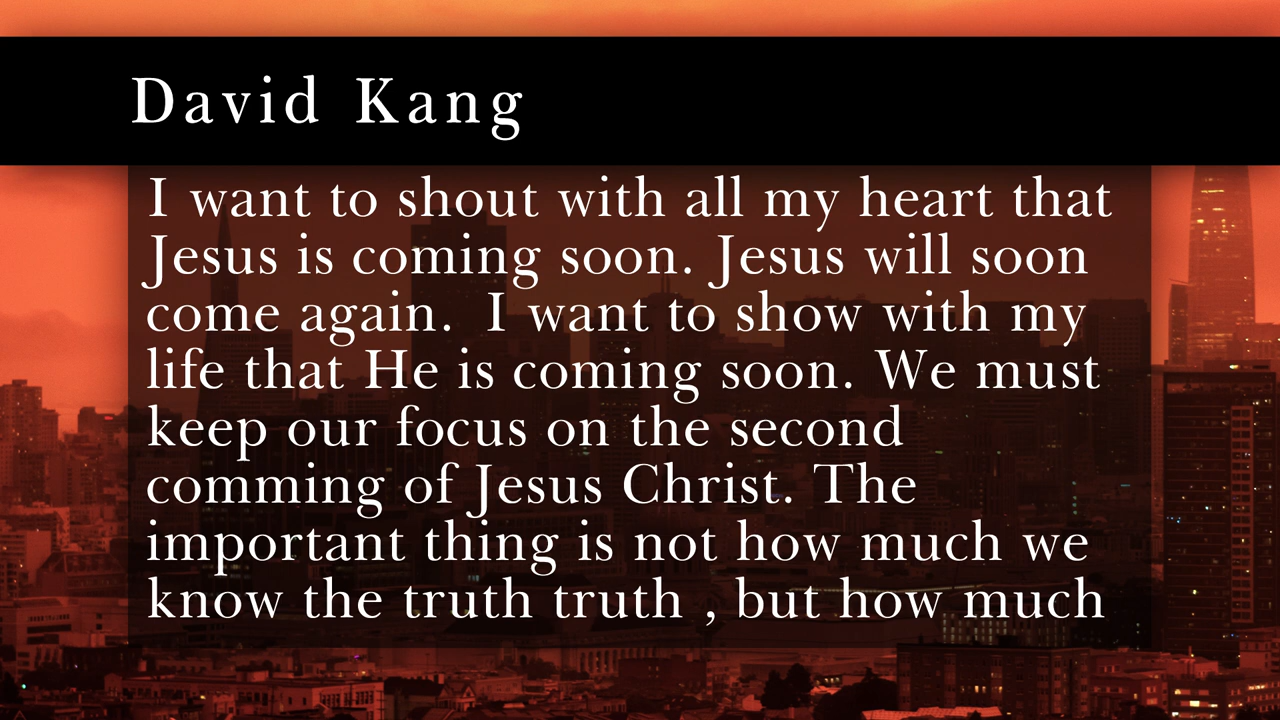 David Kang
I want to shout with all my heart that
Jesus is coming soon. Jesus will soon
come again.  I want to show with my
life that He is coming soon. We must
keep our focus on the second
comming of Jesus Christ. The
important thing is not how much we
know the truth truth , but how much